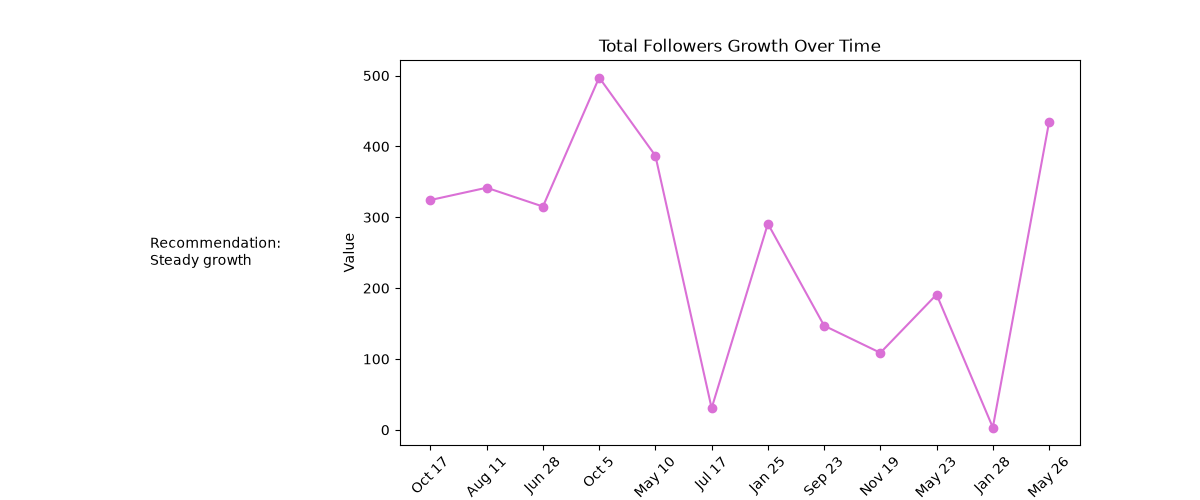 Total Followers Growth Over Time
Recommendation:
Steady growth
Value
500
400
300
200
100
0
Oct 17
Aug 11
Jun 28
Oct 5
May 10
Jul 17
Jan 25
Sep 23
Nov 19
May 23
Jan 28
May 26